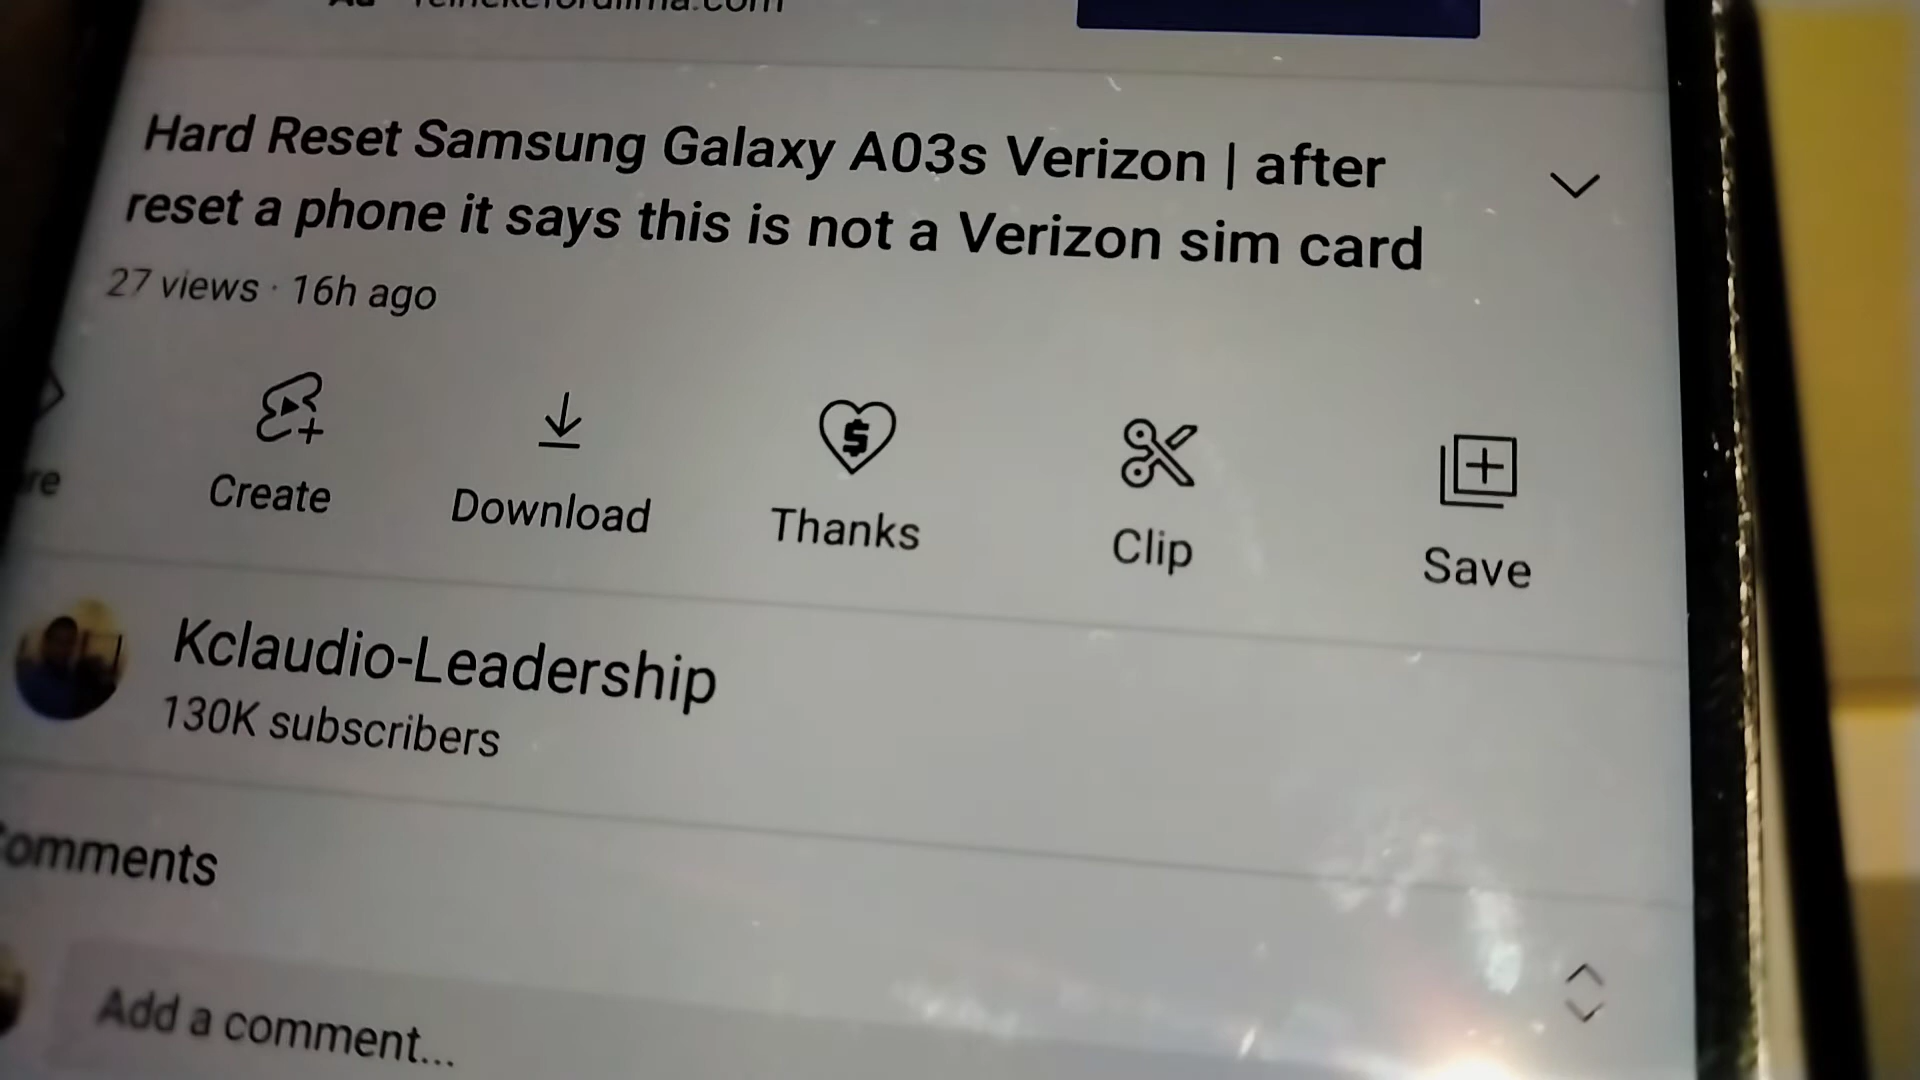 Hard Reset Samsung Galaxy A03s Verizon | after
reset a phone it says this is not a Verizon sim card
27 views · 16h ago
Create
Download
Thanks
Clip
Save
Kclaudio-Leadership
130K subscribers
omments
Add a comment...